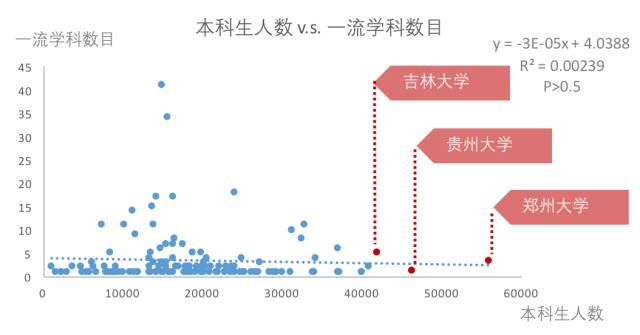 本科生人数 v.s. 一流学科数目
一流学科数目
y = -3E-05x + 4.0388
R² = 0.00239
P>0.5
45
40
35
30
25
20
15
10
5
0
吉林大学
贵州大学
郑州大学
0 10000 20000 30000 40000 50000 60000
本科生人数